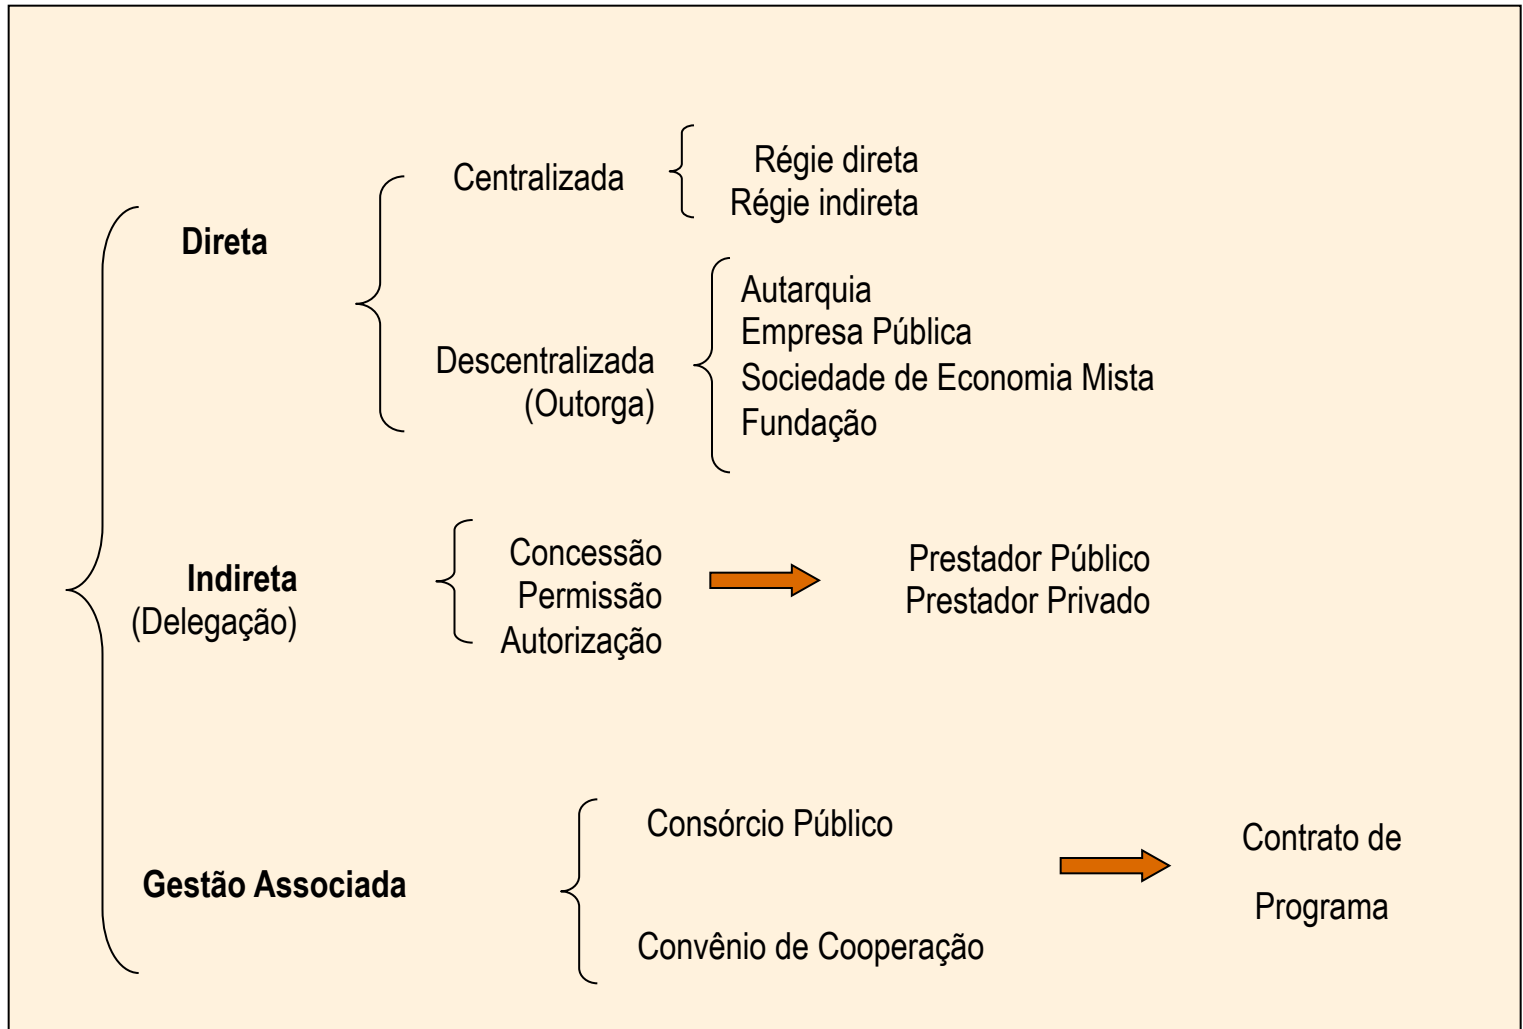 Direta
Centralizada
Régie direta
Régie indireta
Descentralizada
(Outorga)
Autarquia
Empresa Pública
Sociedade de Economia Mista
Fundação
Indireta
(Delegação)
Concessão
Permissão
Autorização
Prestador Público
Prestador Privado
Gestão Associada
Consórcio Público
Convênio de Cooperação
Contrato de
Programa